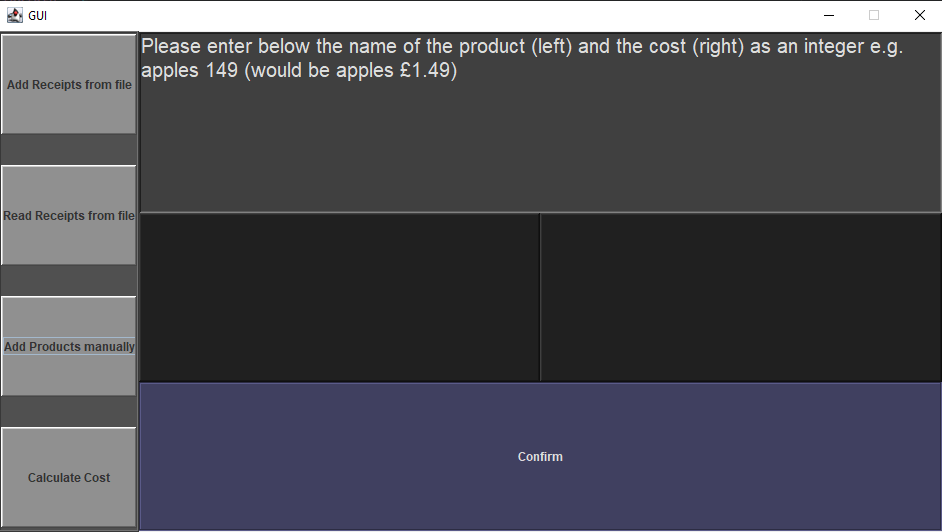 GUI
Add Receipts from file
Read Receipts from file
Add Products manually
Calculate Cost
Please enter below the name of the product (left) and the cost (right) as an integer e.g.
apples 149 (would be apples £1.49)
Confirm